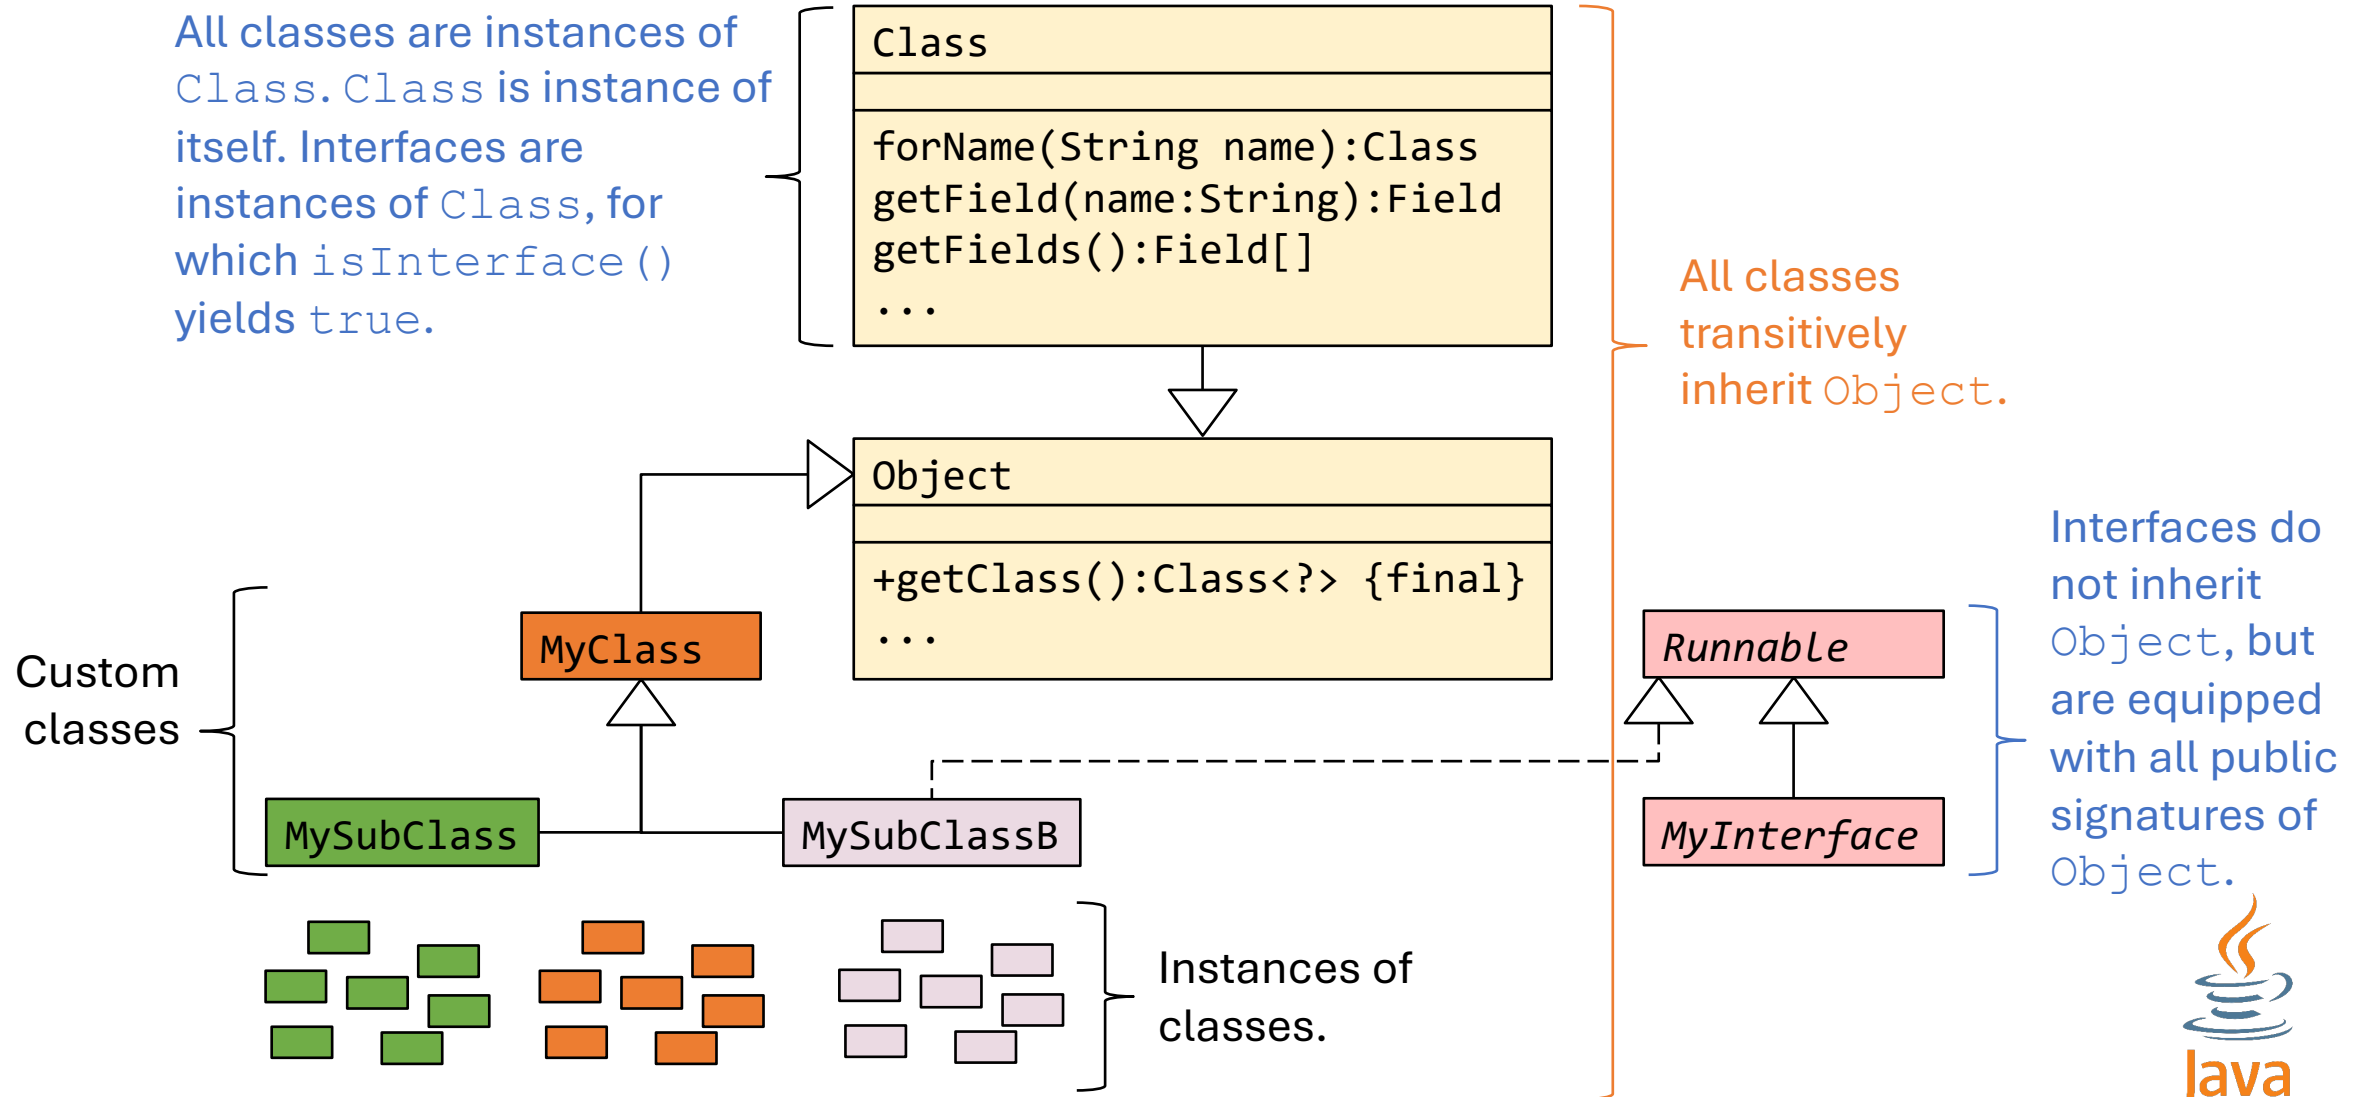 All classes are instances of
Class. Class is instance of
itself. Interfaces are
instances of Class, for
which isInterface()
yields true.
Class
forName(String name):Class
getField(name:String):Field
getFields():Field[]
...
All classes
transitively
inherit Object.
Object
+getClass():Class<?> {final}
...
Custom
classes
MyClass
MySubClass
MySubClassB
Runnable
MyInterface
Interfaces do
not inherit
Object, but
are equipped
with all public
signatures of
Object.
Instances of
classes.
Java